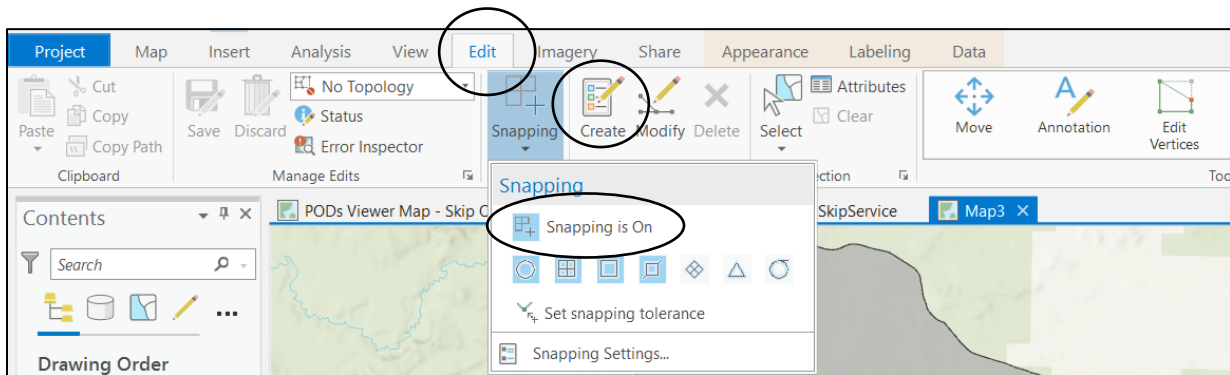 Project Map Insert Analysis View Edit Imagery Share Appearance Labeling Data
Cut
Copy
Copy Path
Paste
Clipboard
Save Discard
No Topology
Status
Error Inspector
Manage Edits
Snapping
Create Modify Delete
Select
Attributes
Clear
ction
Move
Annotation
Edit
Vertices
Too
Contents
Search
...
Drawing Order
PODs Viewer Map - Skip C
SkipService
Map3
Snapping
Snapping is On
Set snapping tolerance
Snapping Settings...